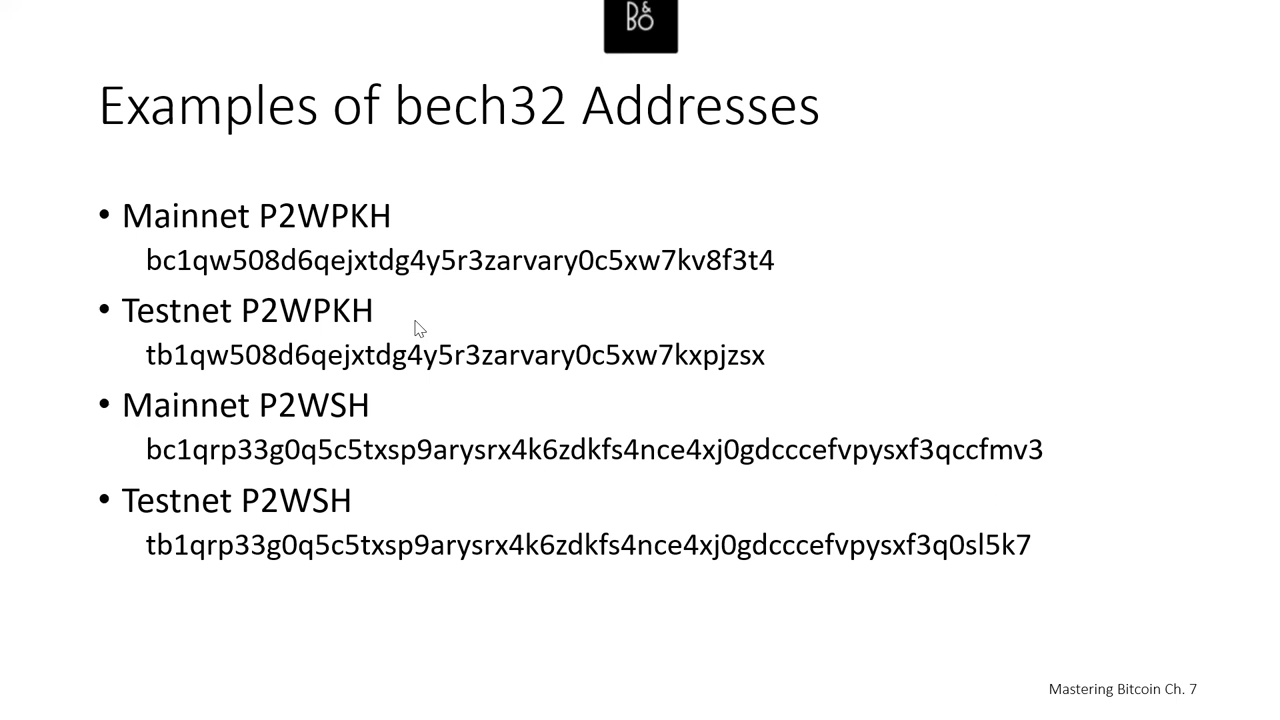 B&O
Examples of bech32 Addresses
• Mainnet P2WPKH
bc1qw508d6qejxtdg4y5r3zarvary0c5xw7kv8f3t4
• Testnet P2WPKH
tb1qw508d6qejxtdg4y5r3zarvary0c5xw7kxpjzsx
• Mainnet P2WSH
bc1qrp33g0q5c5txsp9arysrx4k6zdkfs4nce4xj0gdcccefvpysxf3qccfmv3
• Testnet P2WSH
tb1qrp33g0q5c5txsp9arysrx4k6zdkfs4nce4xj0gdcccefvpysxf3q0sl5k7
Mastering Bitcoin Ch. 7